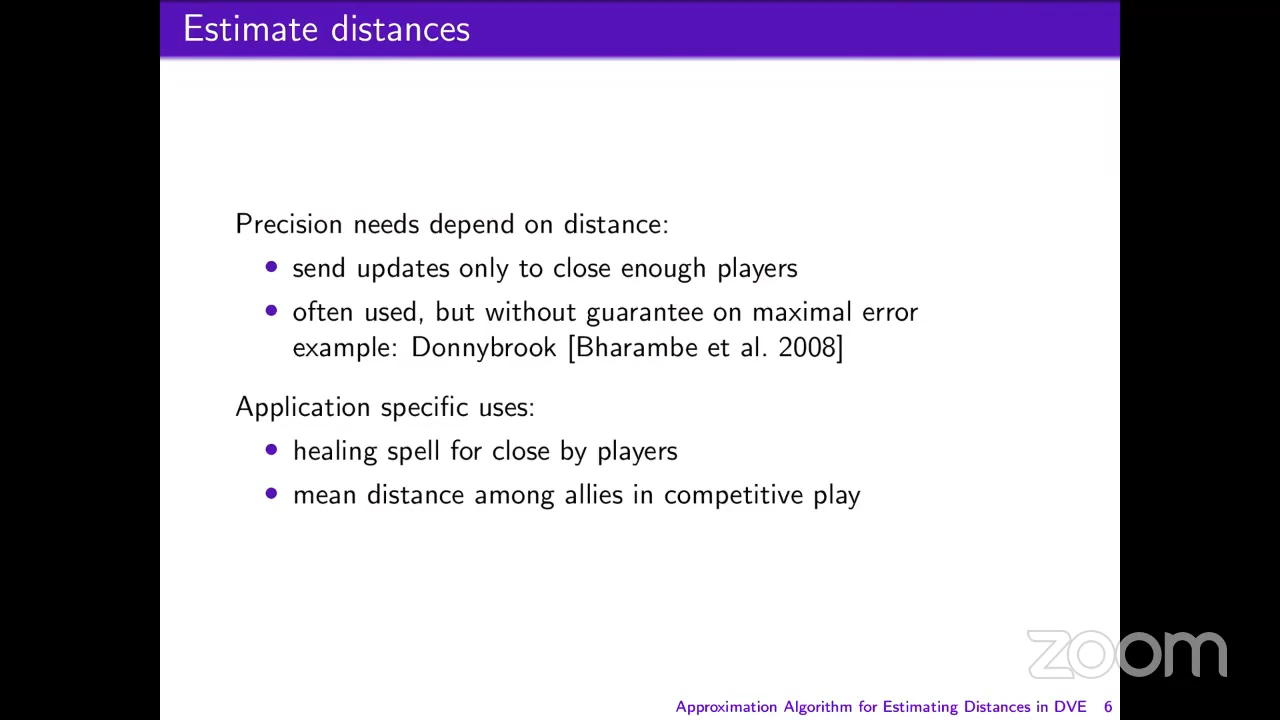 Estimate distances
Precision needs depend on distance:
• send updates only to close enough players
• often used, but without guarantee on maximal error
example: Donnybrook [Bharambe et al. 2008]
Application specific uses:
• healing spell for close by players
• mean distance among allies in competitive play
zoom
Approximation Algorithm for Estimating Distances in DVE 6